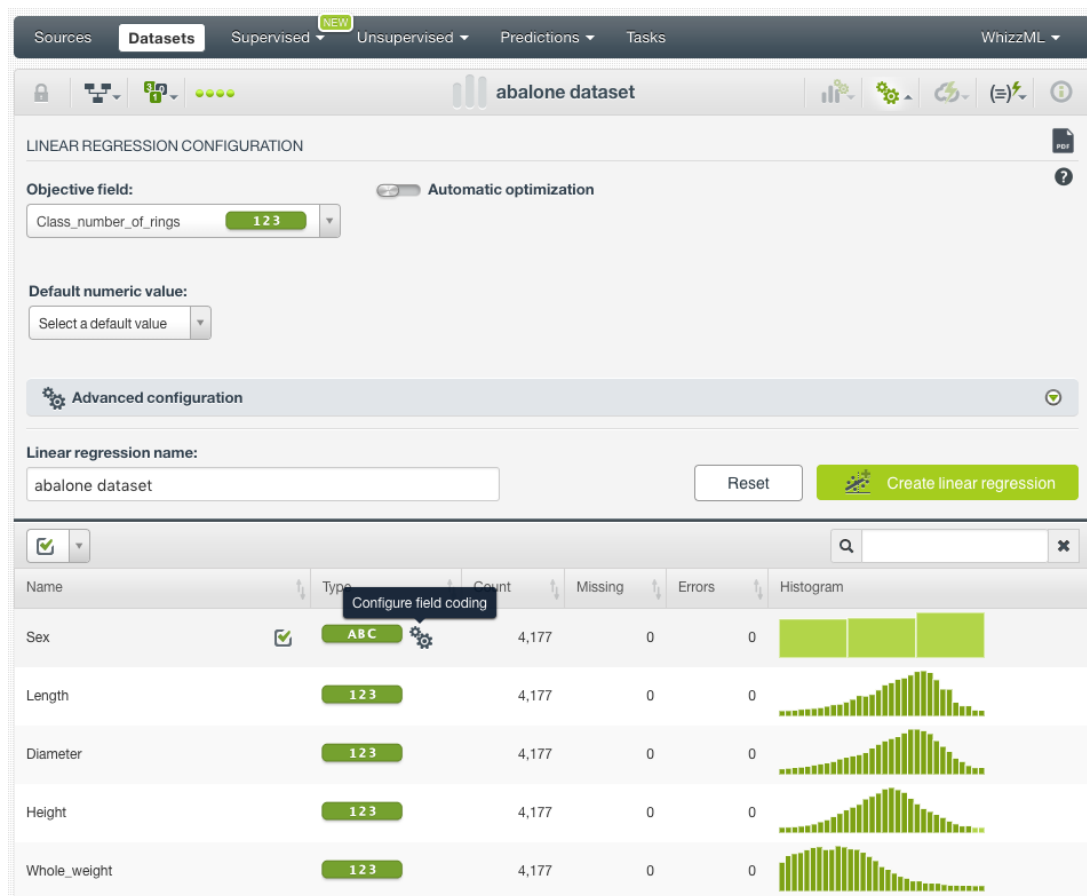 NEW
Sources Datasets Supervised Unsupervised Predictions Tasks WhizzML
abalone dataset
LINEAR REGRESSION CONFIGURATION
PDF
Objective field:
Automatic optimization
Class_number_of_rings 123
Default numeric value:
Select a default value
Advanced configuration
Linear regression name:
abalone dataset
Reset
Create linear regression
Name Type Count Missing Errors Histogram
Configure field coding
Sex ABC 4,177 0 0
Length 123 4,177 0 0
Diameter 123 4,177 0 0
Height 123 4,177 0 0
Whole_weight 123 4,177 0 0